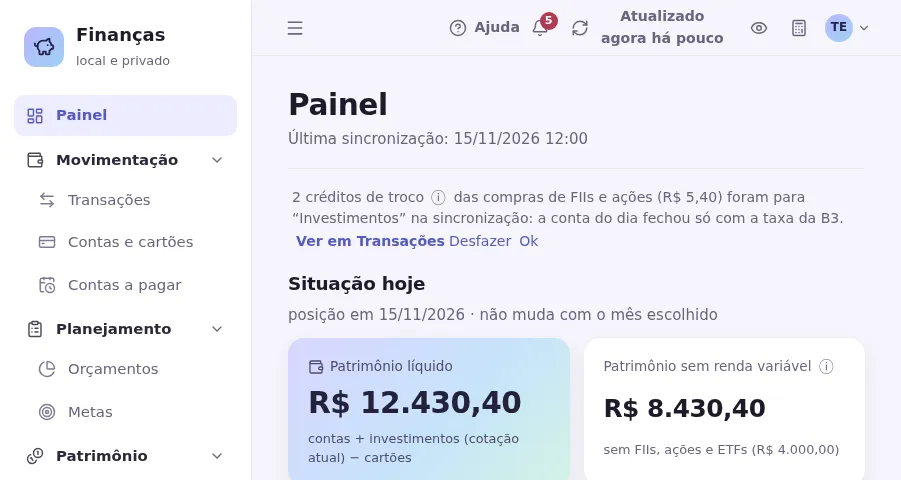 Finanças
local e privado
Painel
Movimentação
Transações
Contas e cartões
Contas a pagar
Planejamento
Orçamentos
Metas
Patrimônio
Ajuda
5
Atualizado
agora há pouco
TE
Painel
Última sincronização: 15/11/2026 12:00
2 créditos de troco ⓘ das compras de FIIs e ações (R$ 5,40) foram para
“Investimentos” na sincronização: a conta do dia fechou só com a taxa da B3.
Ver em Transações Desfazer Ok
Situação hoje
posição em 15/11/2026 · não muda com o mês escolhido
Patrimônio líquido
R$ 12.430,40
contas + investimentos (cotação
atual) − cartões
Patrimônio sem renda variável ⓘ
R$ 8.430,40
sem FIIs, ações e ETFs (R$ 4.000,00)